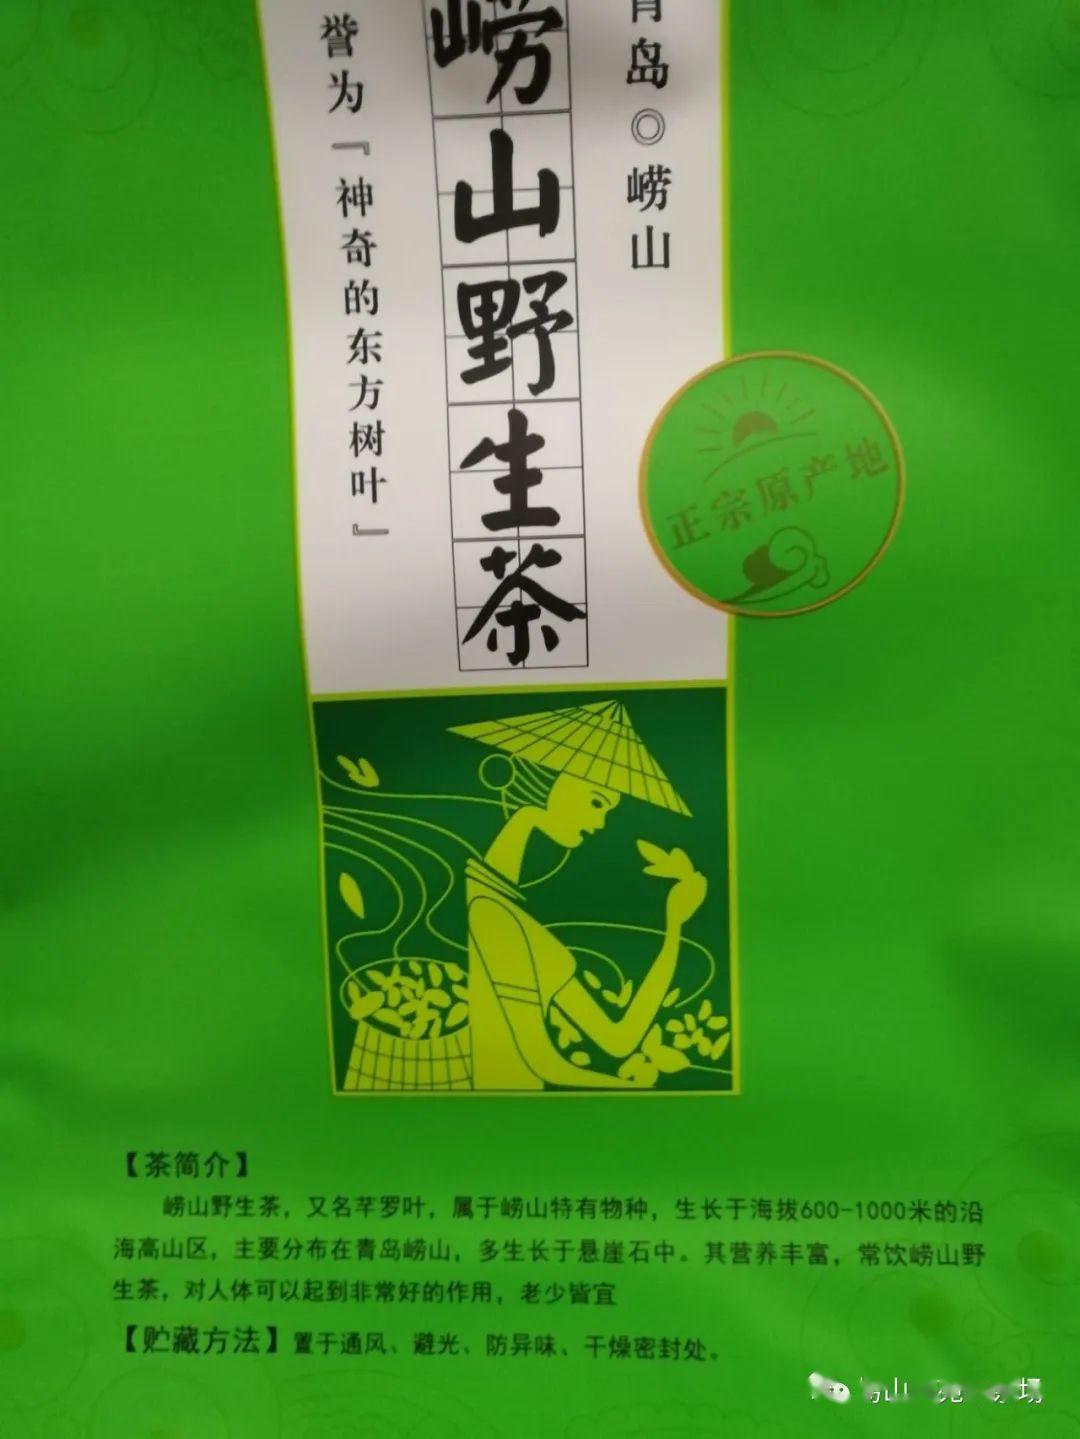 青岛◎崂山
崂山野生茶
誉为『神奇的东方树叶』
正宗原产地
【茶简介】
崂山野生茶，又名芊罗叶，属于崂山特有物种，生长于海拔600-1000米的沿
海高山区，主要分布在青岛崂山，多生长于悬崖石中。其营养丰富，常饮崂山野
生茶，对人体可以起到非常好的作用，老少皆宜
【贮藏方法】置于通风、避光、防异味、干燥密封处。